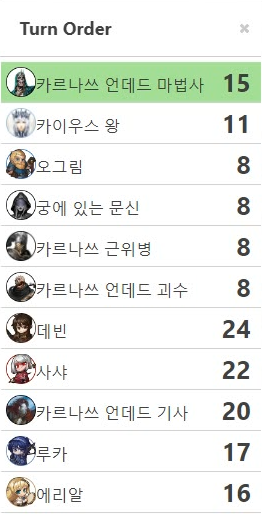 Turn Order ×
카르나쓰 언데드 마법사 15
카이우스 왕 11
오그림 8
궁에 있는 문신 8
카르나쓰 근위병 8
카르나쓰 언데드 괴수 8
데빈 24
사샤 22
카르나쓰 언데드 기사 20
루카 17
에리얄 16